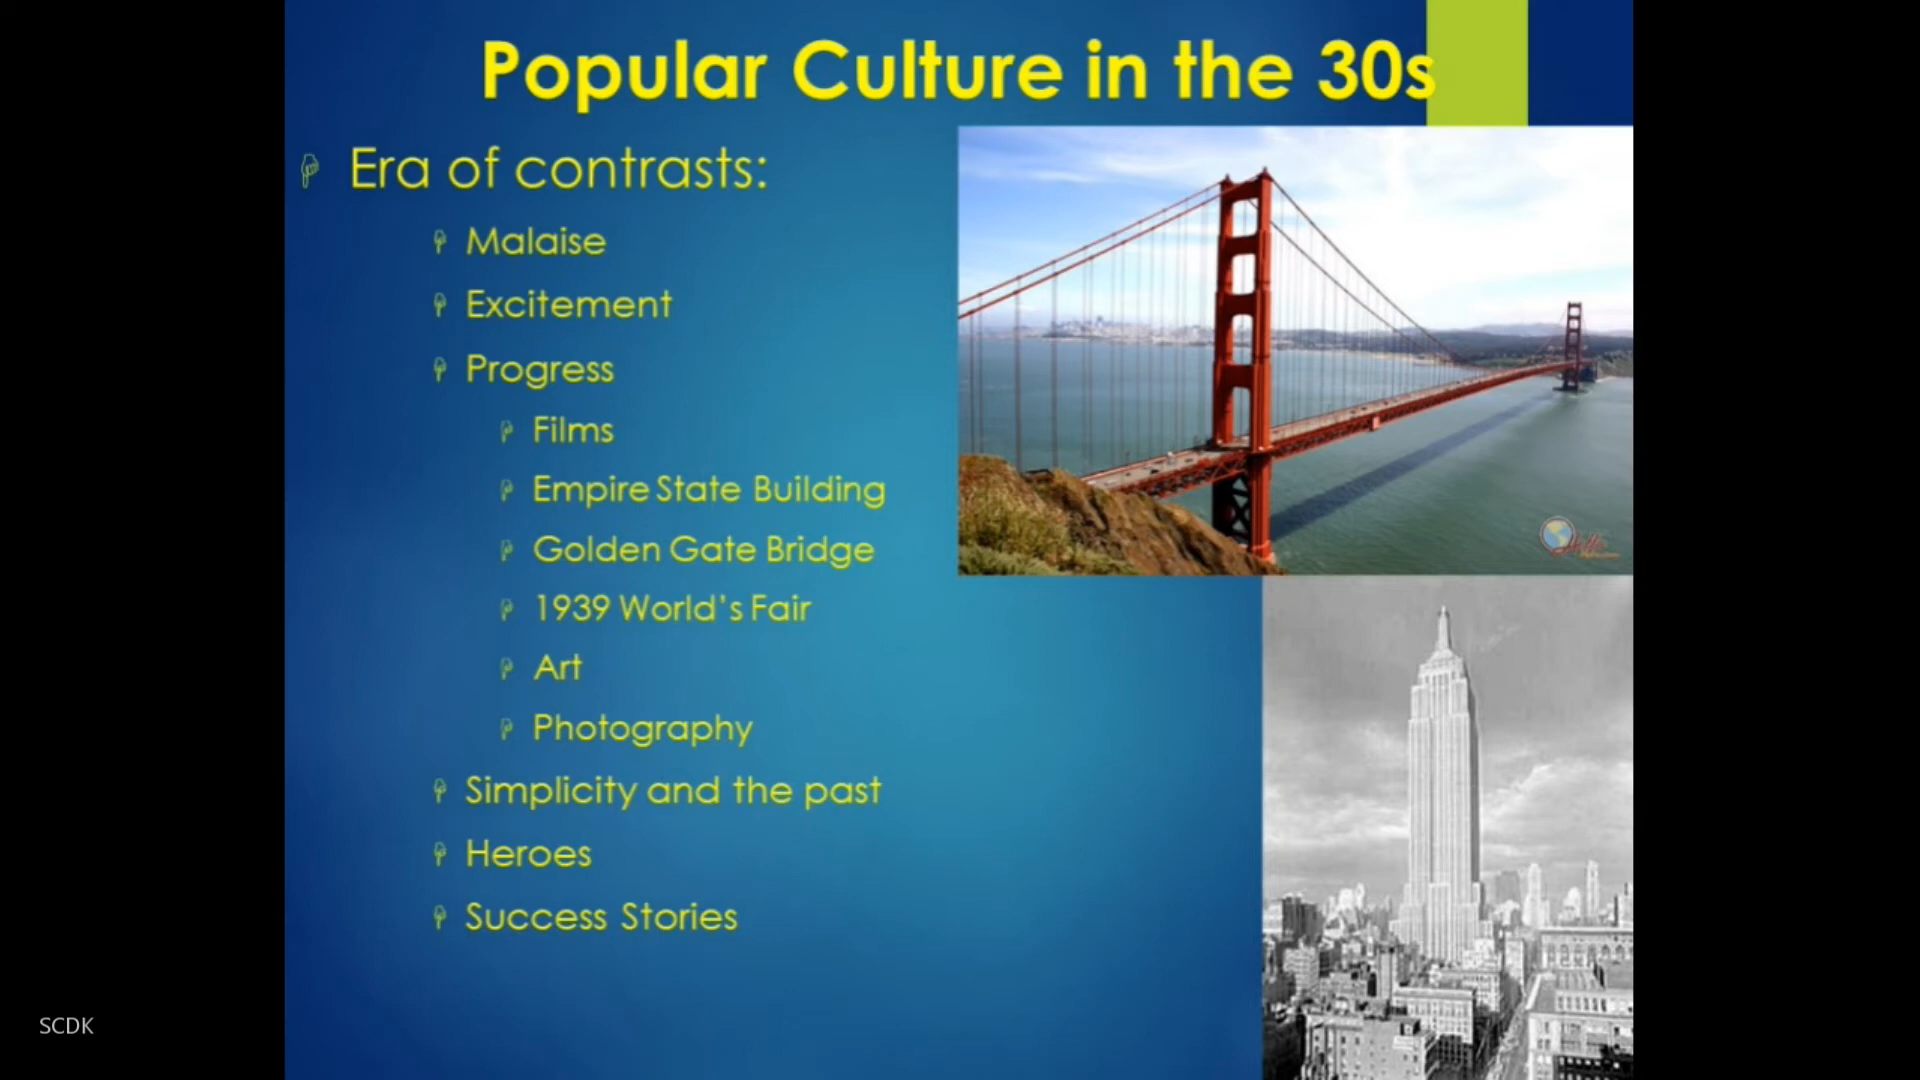 Popular Culture in the 30s
Era of contrasts:
Malaise
Excitement
Progress
Films
Empire State Building
Golden Gate Bridge
1939 World's Fair
Art
Photography
Simplicity and the past
Heroes
Success Stories
SCDK